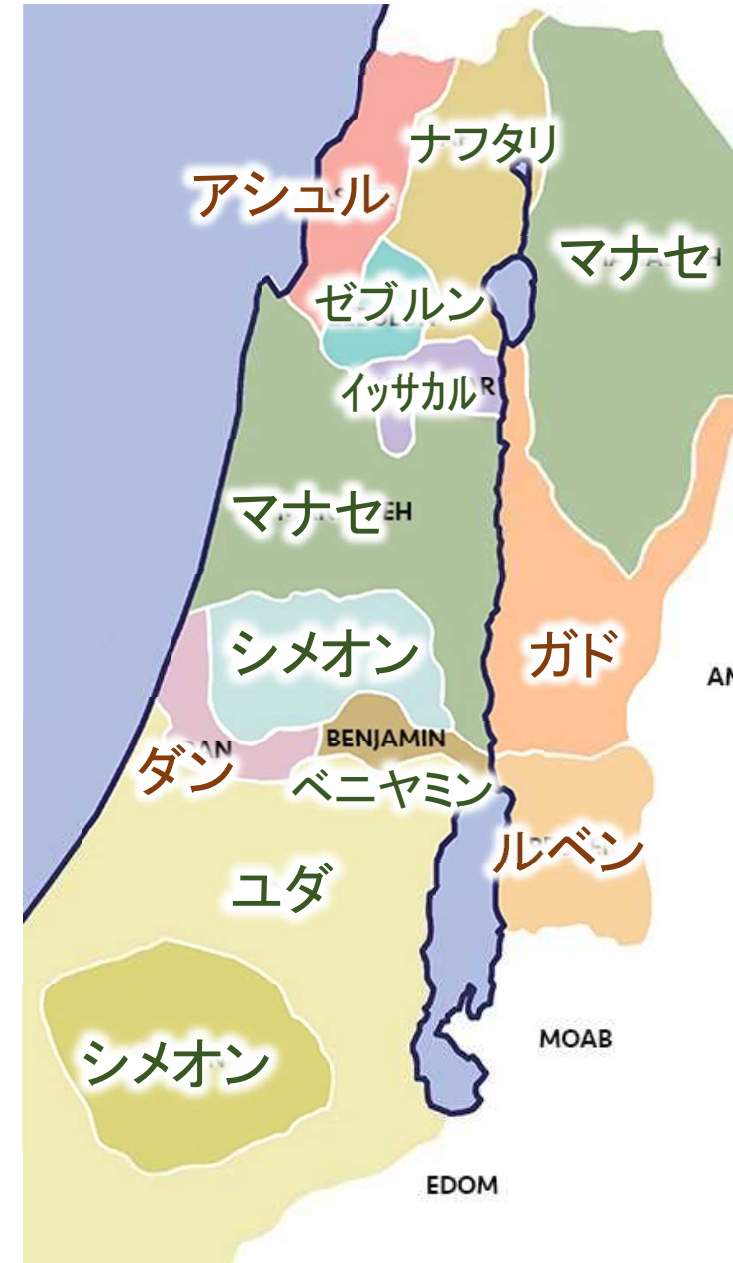 ナフタリ
アシュル
マナセ
ゼブルン
イッサカル
R
マナセ
EH
シメオン
ガド
BENJAMIN
ダン
AN
ベニヤミン
ルベン
ユダ
シメオン
MOAB
EDOM